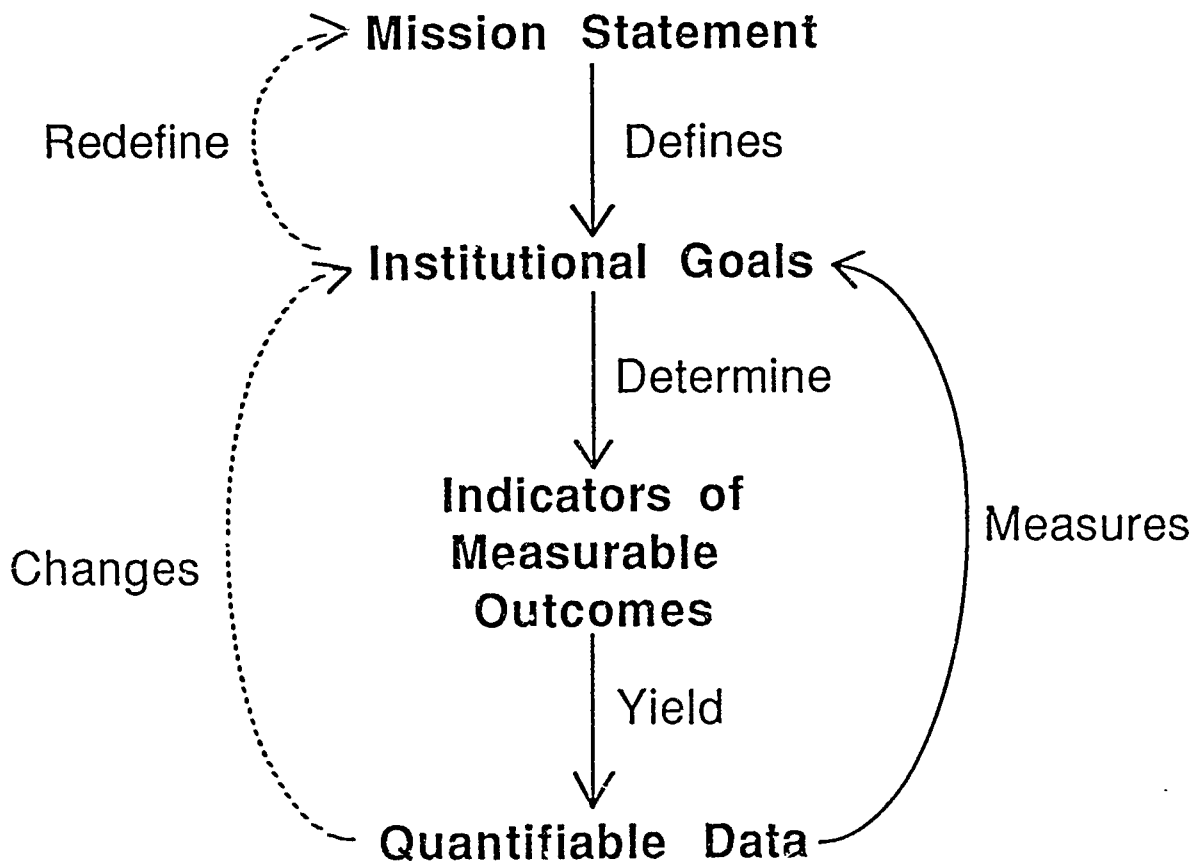 Mission Statement
Redefine
Defines
Institutional Goals
Determine
Indicators of
Measurable
Outcomes
Measures
Changes
Yield
Quantifiable Data